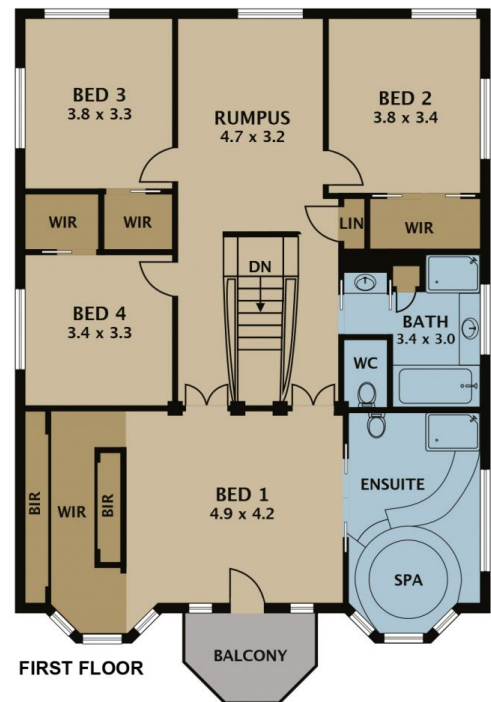 BED 3
3.8 x 3.3
RUMPUS
4.7 x 3.2
BED 2
3.8 x 3.4
WIR
WIR
LIN
WIR
DN
BED 4
3.4 x 3.3
BATH
3.4 x 3.0
WC
BIR
WIR
BIR
BED 1
4.9 x 4.2
ENSUITE
SPA
BALCONY
FIRST FLOOR